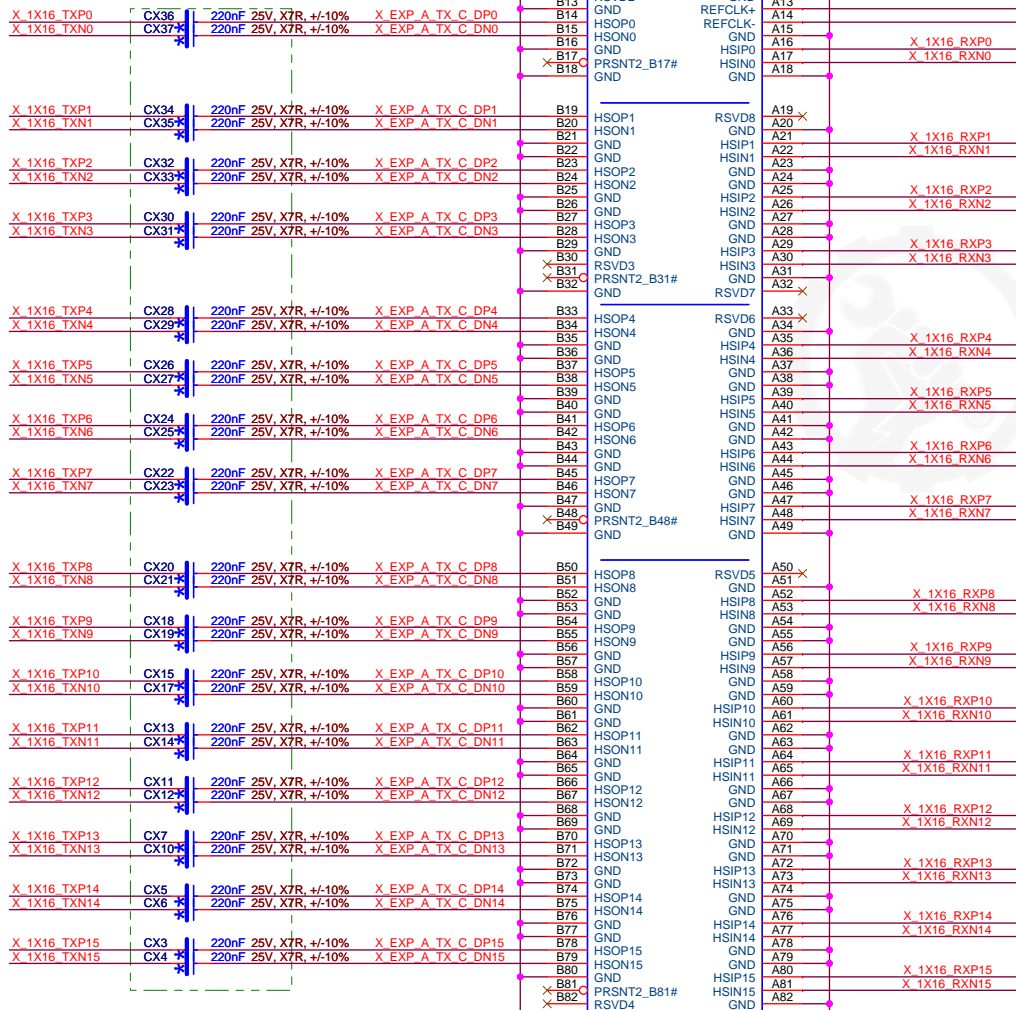 B13 GND REFCLK+ A13
X_1X16_TXP0 CX36 220nF 25V, X7R, +/-10% X_EXP_A_TX_C_DP0 B14 HSOP0 REFCLK- A14
X_1X16_TXN0 CX37 220nF 25V, X7R, +/-10% X_EXP_A_TX_C_DN0 B15 HSON0 GND A15
B16 GND HSIP0 A16 X_1X16_RXP0
B17 PRSNT2_B17# HSIN0 A17 X_1X16_RXN0
B18 GND GND A18
X_1X16_TXP1 CX34 220nF 25V, X7R, +/-10% X_EXP_A_TX_C_DP1 B19 HSOP1 RSVD8 A19
X_1X16_TXN1 CX35 220nF 25V, X7R, +/-10% X_EXP_A_TX_C_DN1 B20 HSON1 GND A20
B21 GND HSIP1 A21 X_1X16_RXP1
B22 GND HSIN1 A22 X_1X16_RXN1
X_1X16_TXP2 CX32 220nF 25V, X7R, +/-10% X_EXP_A_TX_C_DP2 B23 HSOP2 GND A23
X_1X16_TXN2 CX33 220nF 25V, X7R, +/-10% X_EXP_A_TX_C_DN2 B24 HSON2 GND A24
B25 GND HSIP2 A25 X_1X16_RXP2
B26 GND HSIN2 A26 X_1X16_RXN2
X_1X16_TXP3 CX30 220nF 25V, X7R, +/-10% X_EXP_A_TX_C_DP3 B27 HSOP3 GND A27
X_1X16_TXN3 CX31 220nF 25V, X7R, +/-10% X_EXP_A_TX_C_DN3 B28 HSON3 GND A28
B29 GND HSIP3 A29 X_1X16_RXP3
B30 RSVD3 HSIN3 A30 X_1X16_RXN3
B31 PRSNT2_B31# GND A31
B32 GND RSVD7 A32
X_1X16_TXP4 CX28 220nF 25V, X7R, +/-10% X_EXP_A_TX_C_DP4 B33 HSOP4 RSVD6 A33
X_1X16_TXN4 CX29 220nF 25V, X7R, +/-10% X_EXP_A_TX_C_DN4 B34 HSON4 GND A34
B35 GND HSIP4 A35 X_1X16_RXP4
B36 GND HSIN4 A36 X_1X16_RXN4
X_1X16_TXP5 CX26 220nF 25V, X7R, +/-10% X_EXP_A_TX_C_DP5 B37 HSOP5 GND A37
X_1X16_TXN5 CX27 220nF 25V, X7R, +/-10% X_EXP_A_TX_C_DN5 B38 HSON5 GND A38
B39 GND HSIP5 A39 X_1X16_RXP5
B40 GND HSIN5 A40 X_1X16_RXN5
X_1X16_TXP6 CX24 220nF 25V, X7R, +/-10% X_EXP_A_TX_C_DP6 B41 HSOP6 GND A41
X_1X16_TXN6 CX25 220nF 25V, X7R, +/-10% X_EXP_A_TX_C_DN6 B42 HSON6 GND A42
B43 GND HSIP6 A43 X_1X16_RXP6
B44 GND HSIN6 A44 X_1X16_RXN6
X_1X16_TXP7 CX22 220nF 25V, X7R, +/-10% X_EXP_A_TX_C_DP7 B45 HSOP7 GND A45
X_1X16_TXN7 CX23 220nF 25V, X7R, +/-10% X_EXP_A_TX_C_DN7 B46 HSON7 GND A46
B47 GND HSIP7 A47 X_1X16_RXP7
B48 PRSNT2_B48# HSIN7 A48 X_1X16_RXN7
B49 GND GND A49
X_1X16_TXP8 CX20 220nF 25V, X7R, +/-10% X_EXP_A_TX_C_DP8 B50 HSOP8 RSVD5 A50
X_1X16_TXN8 CX21 220nF 25V, X7R, +/-10% X_EXP_A_TX_C_DN8 B51 HSON8 GND A51
B52 GND HSIP8 A52 X_1X16_RXP8
B53 GND HSIN8 A53 X_1X16_RXN8
X_1X16_TXP9 CX18 220nF 25V, X7R, +/-10% X_EXP_A_TX_C_DP9 B54 HSOP9 GND A54
X_1X16_TXN9 CX19 220nF 25V, X7R, +/-10% X_EXP_A_TX_C_DN9 B55 HSON9 GND A55
B56 GND HSIP9 A56 X_1X16_RXP9
B57 GND HSIN9 A57 X_1X16_RXN9
X_1X16_TXP10 CX15 220nF 25V, X7R, +/-10% X_EXP_A_TX_C_DP10 B58 HSOP10 GND A58
X_1X16_TXN10 CX17 220nF 25V, X7R, +/-10% X_EXP_A_TX_C_DN10 B59 HSON10 GND A59
B60 GND HSIP10 A60 X_1X16_RXP10
B61 GND HSIN10 A61 X_1X16_RXN10
X_1X16_TXP11 CX13 220nF 25V, X7R, +/-10% X_EXP_A_TX_C_DP11 B62 HSOP11 GND A62
X_1X16_TXN11 CX14 220nF 25V, X7R, +/-10% X_EXP_A_TX_C_DN11 B63 HSON11 GND A63
B64 GND HSIP11 A64 X_1X16_RXP11
B65 GND HSIN11 A65 X_1X16_RXN11
X_1X16_TXP12 CX11 220nF 25V, X7R, +/-10% X_EXP_A_TX_C_DP12 B66 HSOP12 GND A66
X_1X16_TXN12 CX12 220nF 25V, X7R, +/-10% X_EXP_A_TX_C_DN12 B67 HSON12 GND A67
B68 GND HSIP12 A68 X_1X16_RXP12
B69 GND HSIN12 A69 X_1X16_RXN12
X_1X16_TXP13 CX7 220nF 25V, X7R, +/-10% X_EXP_A_TX_C_DP13 B70 HSOP13 GND A70
X_1X16_TXN13 CX10 220nF 25V, X7R, +/-10% X_EXP_A_TX_C_DN13 B71 HSON13 GND A71
B72 GND HSIP13 A72 X_1X16_RXP13
B73 GND HSIN13 A73 X_1X16_RXN13
X_1X16_TXP14 CX5 220nF 25V, X7R, +/-10% X_EXP_A_TX_C_DP14 B74 HSOP14 GND A74
X_1X16_TXN14 CX6 220nF 25V, X7R, +/-10% X_EXP_A_TX_C_DN14 B75 HSON14 GND A75
B76 GND HSIP14 A76 X_1X16_RXP14
B77 GND HSIN14 A77 X_1X16_RXN14
X_1X16_TXP15 CX3 220nF 25V, X7R, +/-10% X_EXP_A_TX_C_DP15 B78 HSOP15 GND A78
X_1X16_TXN15 CX4 220nF 25V, X7R, +/-10% X_EXP_A_TX_C_DN15 B79 HSON15 GND A79
B80 GND HSIP15 A80 X_1X16_RXP15
B81 PRSNT2_B81# HSIN15 A81 X_1X16_RXN15
B82 RSVD4 GND A82